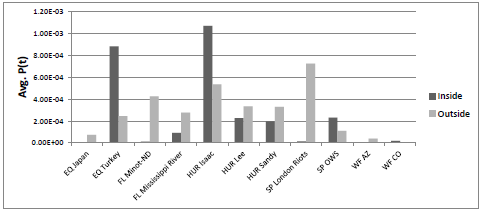 1.20E-03
1.00E-03
8.00E-04
6.00E-04
4.00E-04
2.00E-04
0.00E+00
Avg. P(t)
EQ Japan
EQ Turkey
FL Minot-ND
FL Mississippi River
HUR Isaac
HUR Lee
HUR Sandy
SP London Riots
SP OWS
WF AZ
WF CO
Inside
Outside